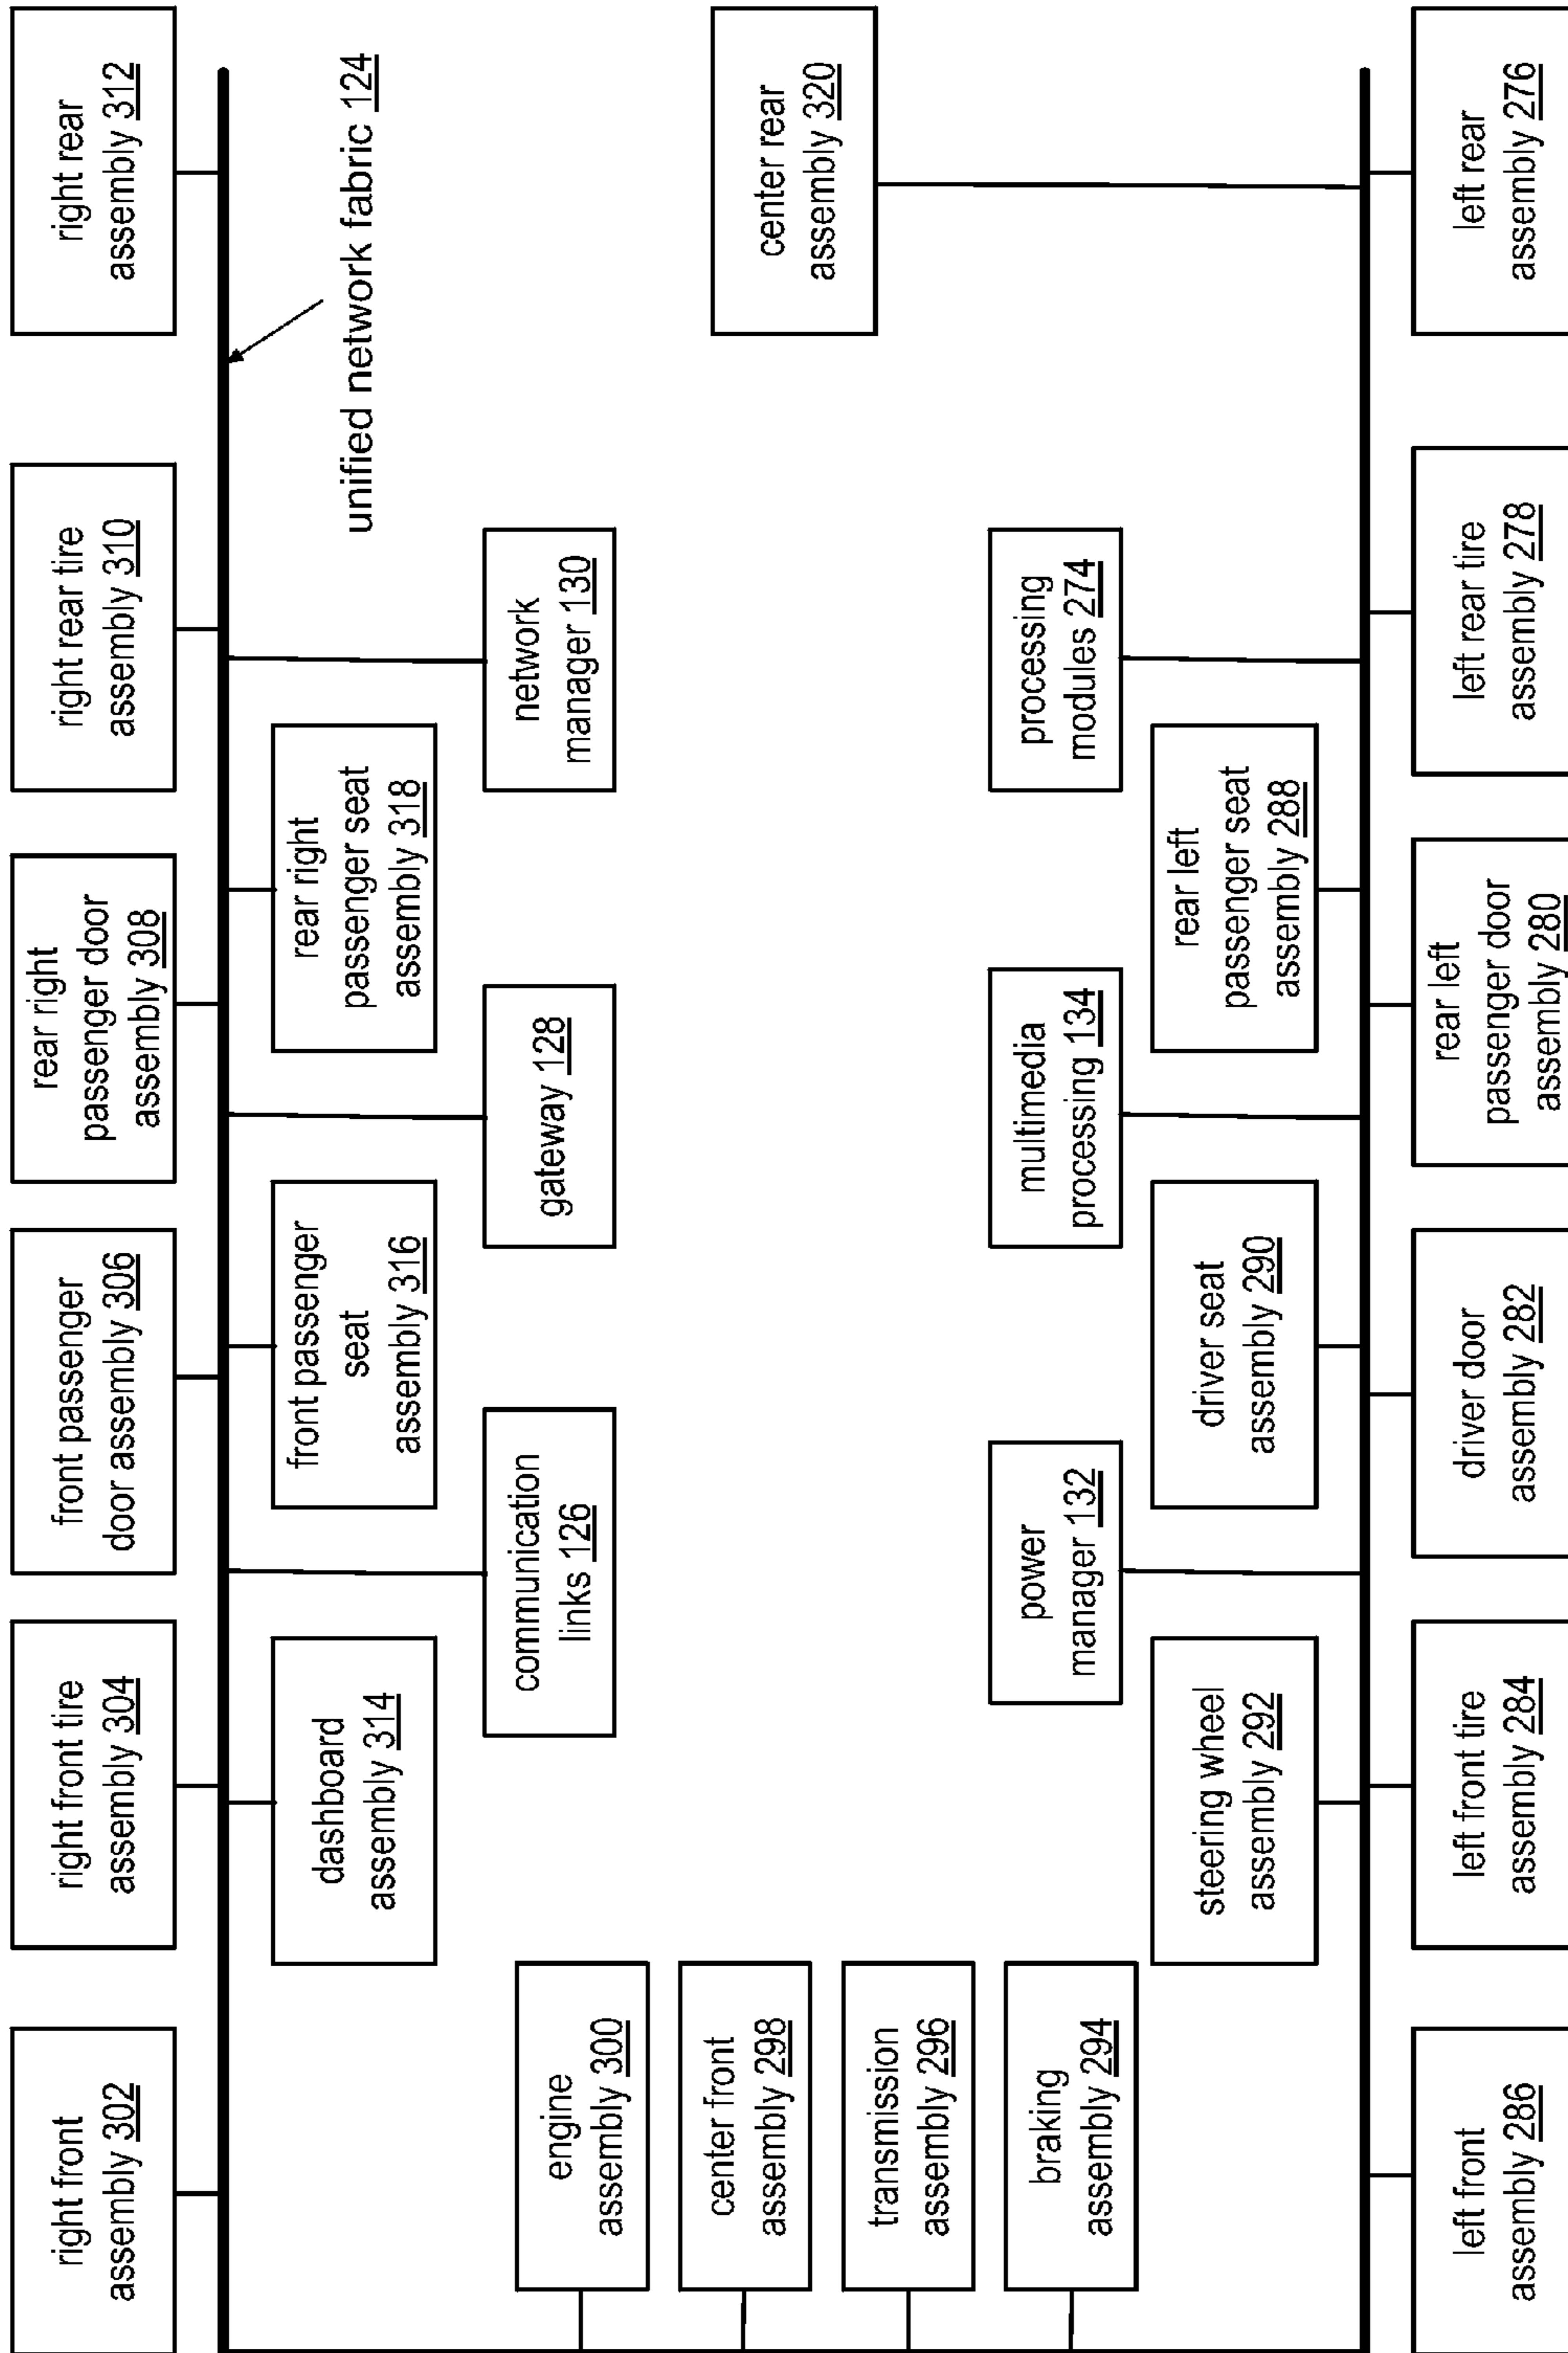 right front
assembly 302
right front tire
assembly 304
front passenger
door assembly 306
rear right
passenger door
assembly 308
right rear tire
assembly 310
right rear
assembly 312
dashboard
assembly 314
front passenger
seat
assembly 316
rear right
passenger seat
assembly 318
unified network fabric 124
engine
assembly 300
communication
links 126
gateway 128
network
manager 130
center front
assembly 298
center rear
assembly 320
transmission
assembly 296
braking
assembly 294
power
manager 132
multimedia
processing 134
processing
modules 274
steering wheel
assembly 292
driver seat
assembly 290
rear left
passenger seat
assembly 288
left front
assembly 286
left front tire
assembly 284
driver door
assembly 282
rear left
passenger door
assembly 280
left rear tire
assembly 278
left rear
assembly 276